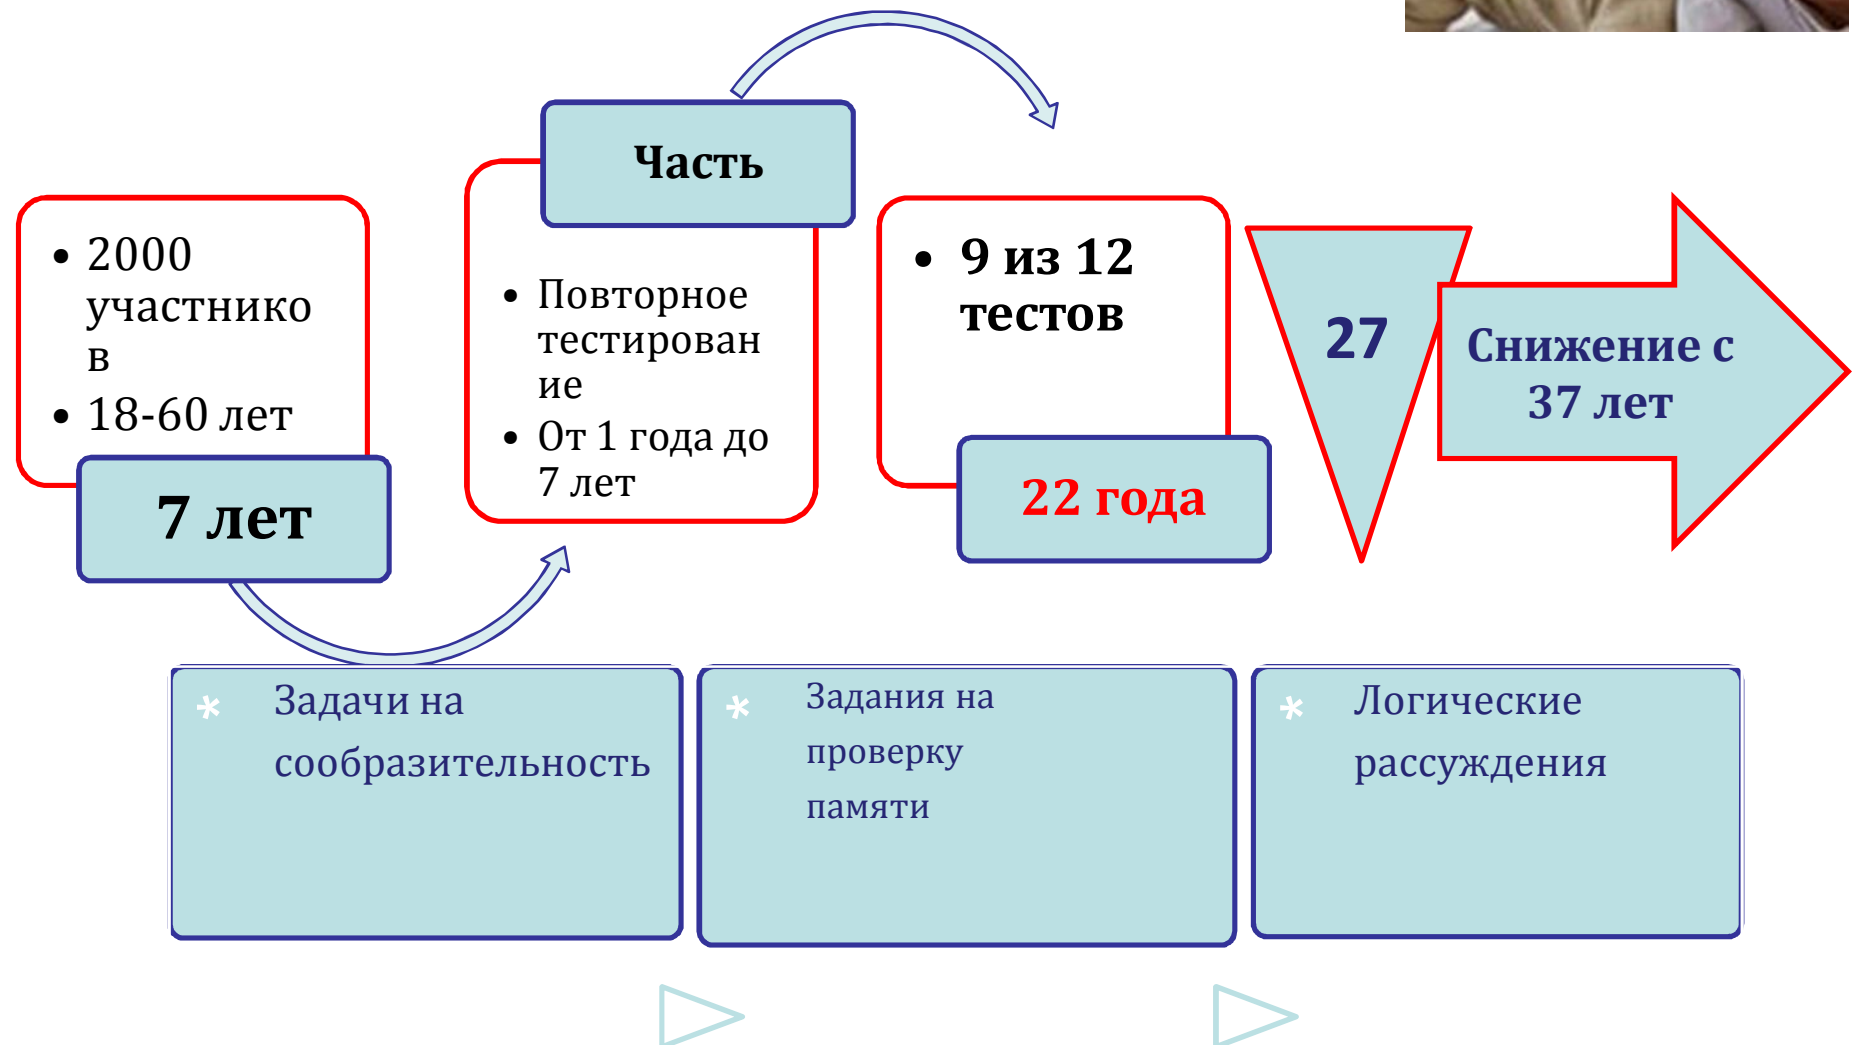 • 2000
участнико
в
• 18-60 лет
7 лет
Часть
• Повторное
тестирован
ие
• От 1 года до
7 лет
• 9 из 12
тестов
22 года
27
Снижение с
37 лет
* Задачи на
сообразительность
* Задания на
проверку
памяти
* Логические
рассуждения